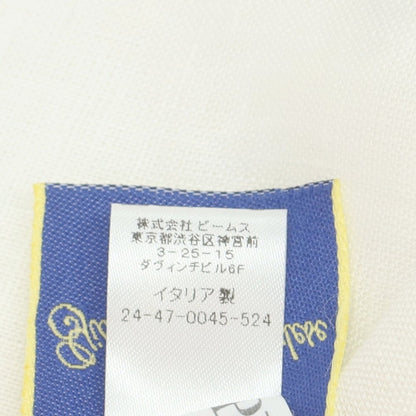 株式会社 ビームス
東京都渋谷区神宮前
3-25-15
ダヴィンチビル6F
イタリア製
24-47-0045-524